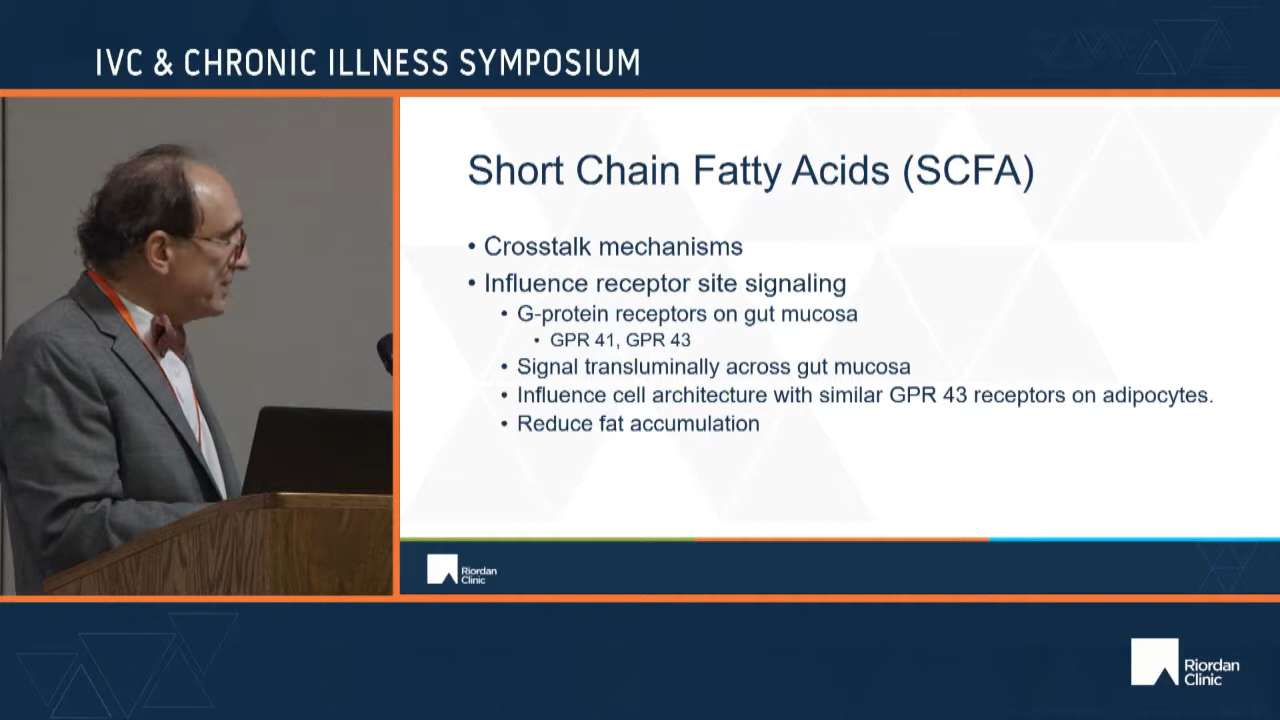 IVC & CHRONIC ILLNESS SYMPOSIUM
Short Chain Fatty Acids (SCFA)
• Crosstalk mechanisms
• Influence receptor site signaling
• G-protein receptors on gut mucosa
• GPR 41, GPR 43
• Signal transluminally across gut mucosa
• Influence cell architecture with similar GPR 43 receptors on adipocytes.
• Reduce fat accumulation
Riordan
Clinic
Riordan
Clinic